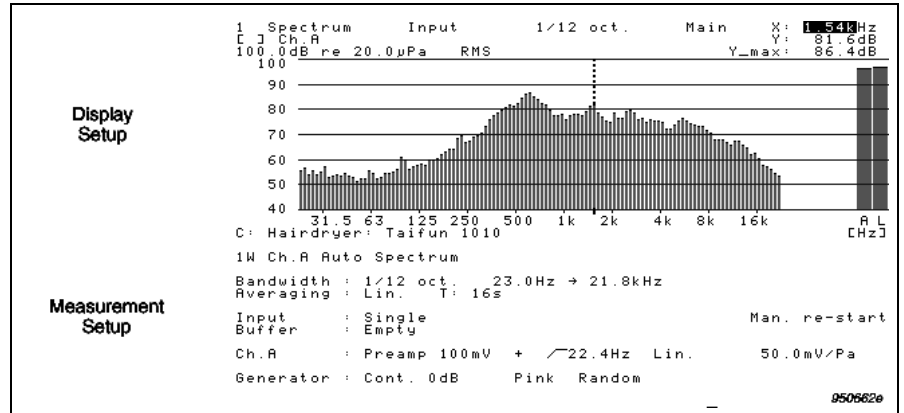 1 Spectrum Input 1/12 oct. Main X: 1.54kHz
[ ] Ch.A Y: 81.6dB
100.0dB re 20.0µPa RMS Y_max: 86.4dB
100
90
80
70
60
50
40
31.5 63 125 250 500 1k 2k 4k 8k 16k A L
C: Hairdryer: Taifun 1010 [Hz]
Display
Setup
1W Ch.A Auto Spectrum
Bandwidth : 1/12 oct. 23.0Hz → 21.8kHz
Averaging : Lin. T: 16s
Measurement
Setup
Input : Single Man. re-start
Buffer : Empty
Ch.A : Preamp 100mV + 22.4Hz Lin. 50.0mV/Pa
Generator : Cont. 0dB Pink Random
950662e